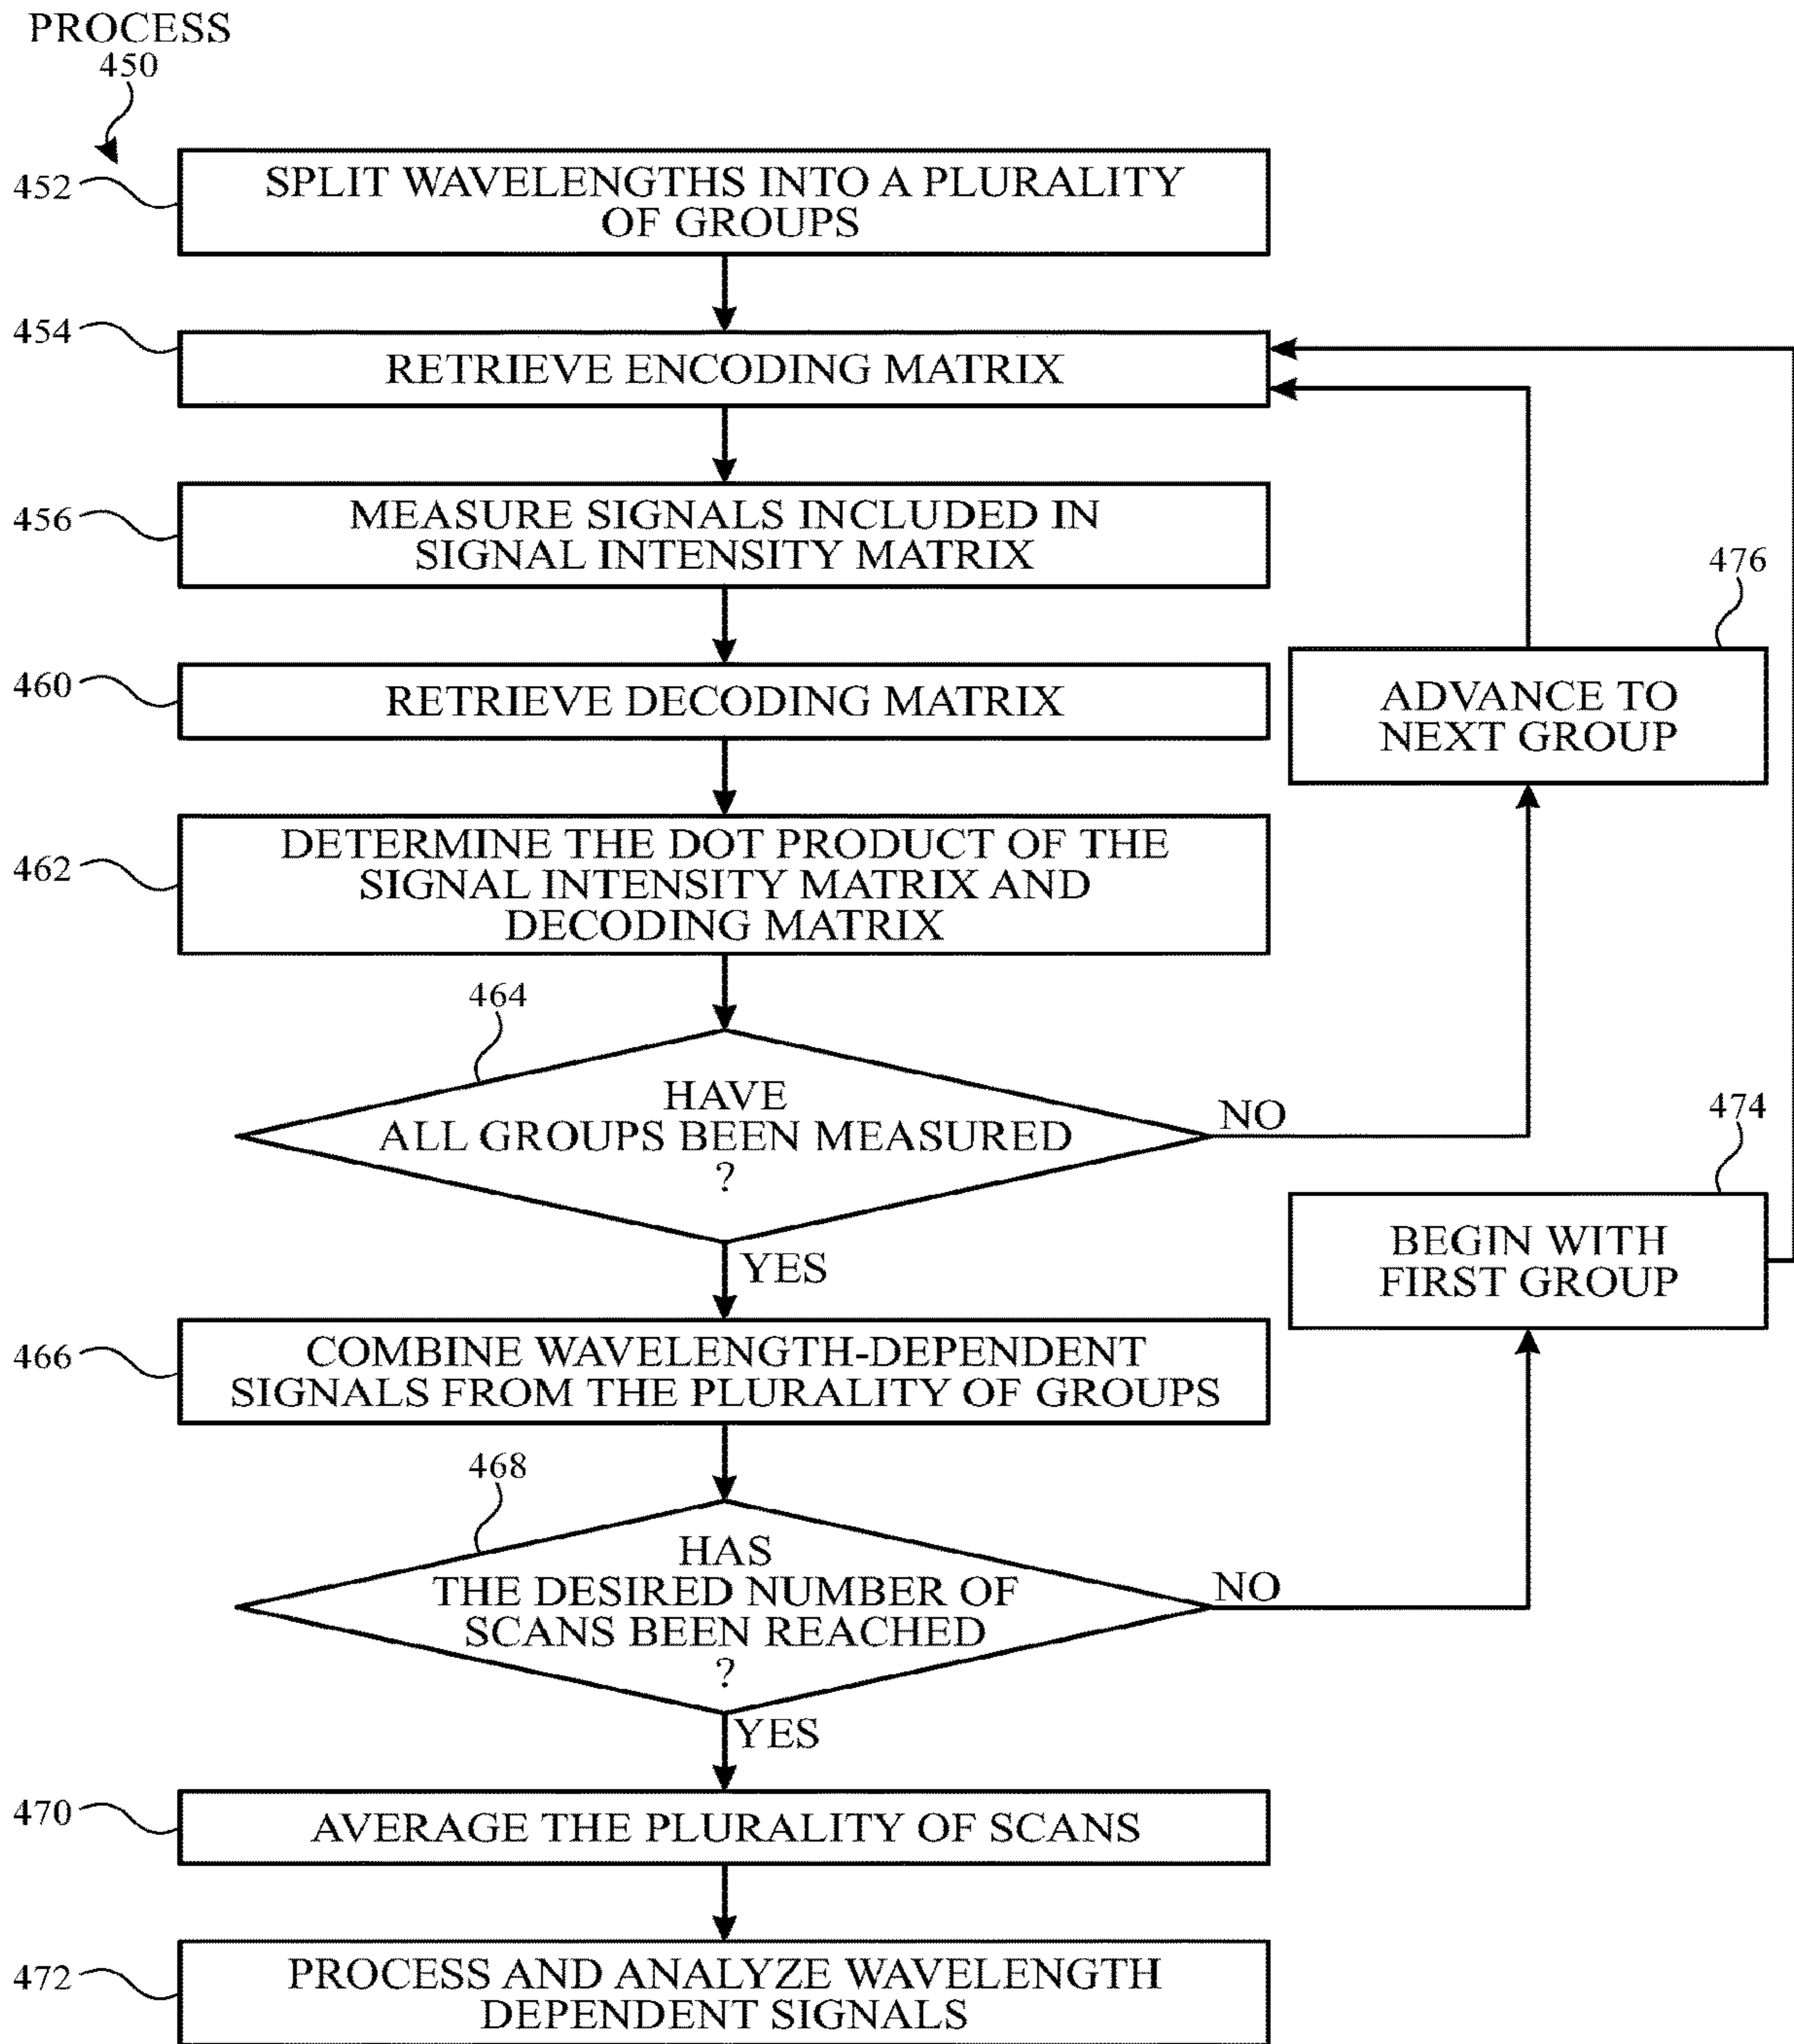 PROCESS
450
452
SPLIT WAVELENGTHS INTO A PLURALITY
OF GROUPS
454
RETRIEVE ENCODING MATRIX
456
MEASURE SIGNALS INCLUDED IN
SIGNAL INTENSITY MATRIX
476
460
RETRIEVE DECODING MATRIX
ADVANCE TO
NEXT GROUP
462
DETERMINE THE DOT PRODUCT OF THE
SIGNAL INTENSITY MATRIX AND
DECODING MATRIX
464
HAVE
ALL GROUPS BEEN MEASURED
?
NO
474
YES
BEGIN WITH
FIRST GROUP
466
COMBINE WAVELENGTH-DEPENDENT
SIGNALS FROM THE PLURALITY OF GROUPS
468
HAS
THE DESIRED NUMBER OF
SCANS BEEN REACHED
?
NO
YES
470
AVERAGE THE PLURALITY OF SCANS
472
PROCESS AND ANALYZE WAVELENGTH
DEPENDENT SIGNALS